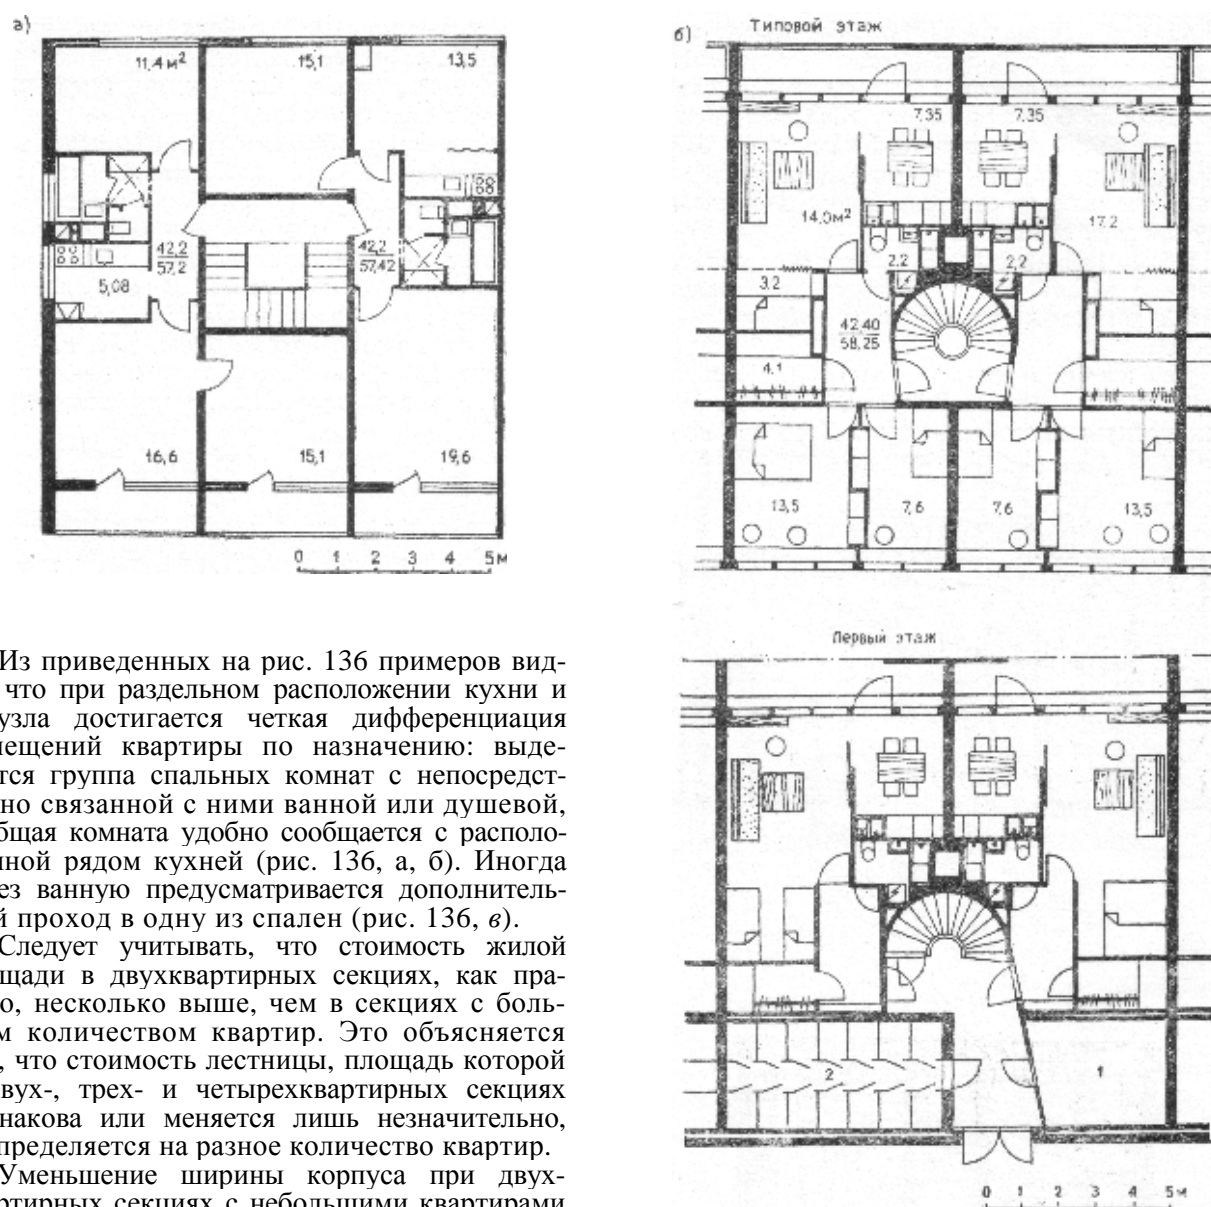 а)
11,4 м²
15,1
13,5
42,2
57,2
42,2
57,42
5,08
16,6
15,1
19,6
0 1 2 3 4 5м
б)
Типовой этаж
7,35
7,35
14,0м²
17,2
2,2
2,2
3,2
42,40
58,25
4,1
13,5
7,6
7,6
13,5
Первый этаж
2
1
0 1 2 3 4 5м
Из приведенных на рис. 136 примеров вид-
что при раздельном расположении кухни и
узла достигается четкая дифференциация
мещений квартиры по назначению: выде-
тся группа спальных комнат с непосредст-
но связанной с ними ванной или душевой,
бщая комната удобно сообщается с располо-
нной рядом кухней (рис. 136, а, б). Иногда
ез ванную предусматривается дополнитель-
й проход в одну из спален (рис. 136, в).
Следует учитывать, что стоимость жилой
щади в двухквартирных секциях, как пра-
о, несколько выше, чем в секциях с боль-
м количеством квартир. Это объясняется
, что стоимость лестницы, площадь которой
вух-, трех- и четырехквартирных секциях
накова или меняется лишь незначительно,
пределяется на разное количество квартир.
Уменьшение ширины корпуса при двух-
ртирных секциях с небольшими квартирами